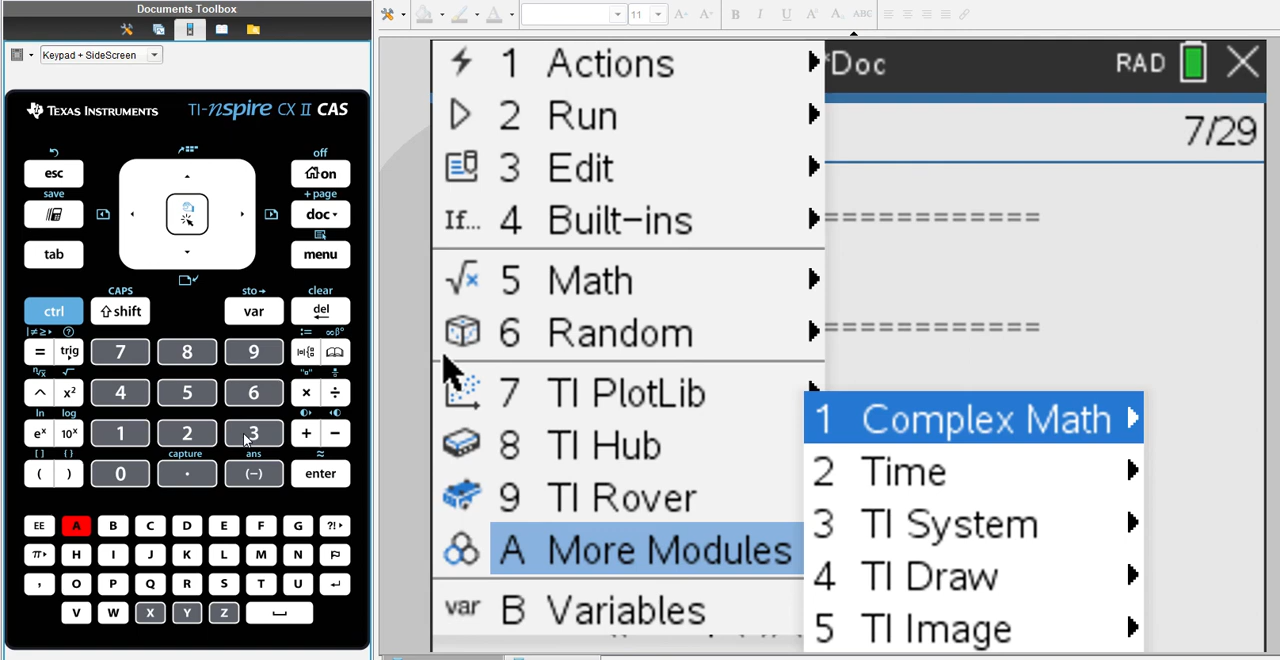 Documents Toolbox
Keypad + SideScreen
TEXAS INSTRUMENTS TI-nspire CX II CAS
off
esc on
save + page
doc
tab menu
CAPS sto→ clear
ctrl shift var del
= trig 7 8 9
^ x² 4 5 6 × ÷
ln log
eˣ 10ˣ 1 2 3 + −
capture ans
( ) 0 . (−) enter
EE A B C D E F G ?!
π H I J K L M N
, O P Q R S T U
V W X Y Z
11 A B I U A A ABC
*Doc RAD
7/29
============
============
1 Actions
2 Run
3 Edit
If... 4 Built-ins
5 Math
6 Random
7 TI PlotLib
8 TI Hub
9 TI Rover
A More Modules
var B Variables
1 Complex Math
2 Time
3 TI System
4 TI Draw
5 TI Image